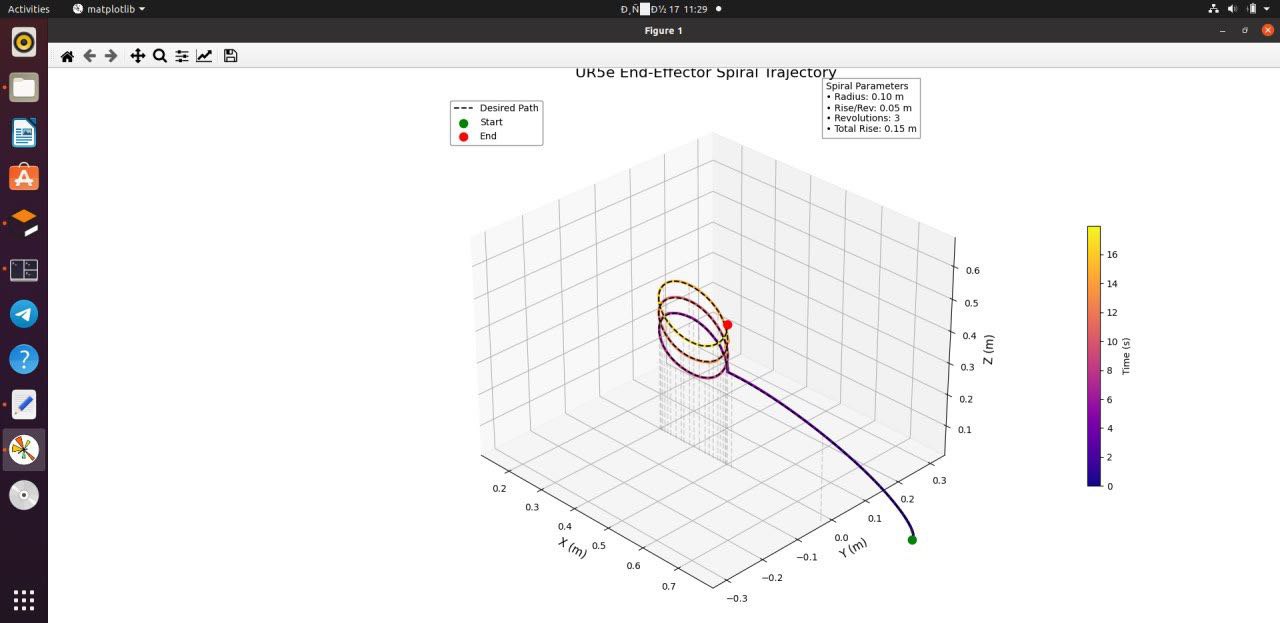 Activities
matplotlib
17 11:29
Figure 1
UR5e End-Effector Spiral Trajectory
Desired Path
Start
End
Spiral Parameters
• Radius: 0.10 m
• Rise/Rev: 0.05 m
• Revolutions: 3
• Total Rise: 0.15 m
0.6
0.5
0.4
0.3
0.2
0.1
Z (m)
0.2
0.3
0.4
0.5
0.6
0.7
X (m)
−0.3
−0.2
−0.1
0.0
0.1
0.2
0.3
Y (m)
16
14
12
10
8
6
4
2
0
Time (s)